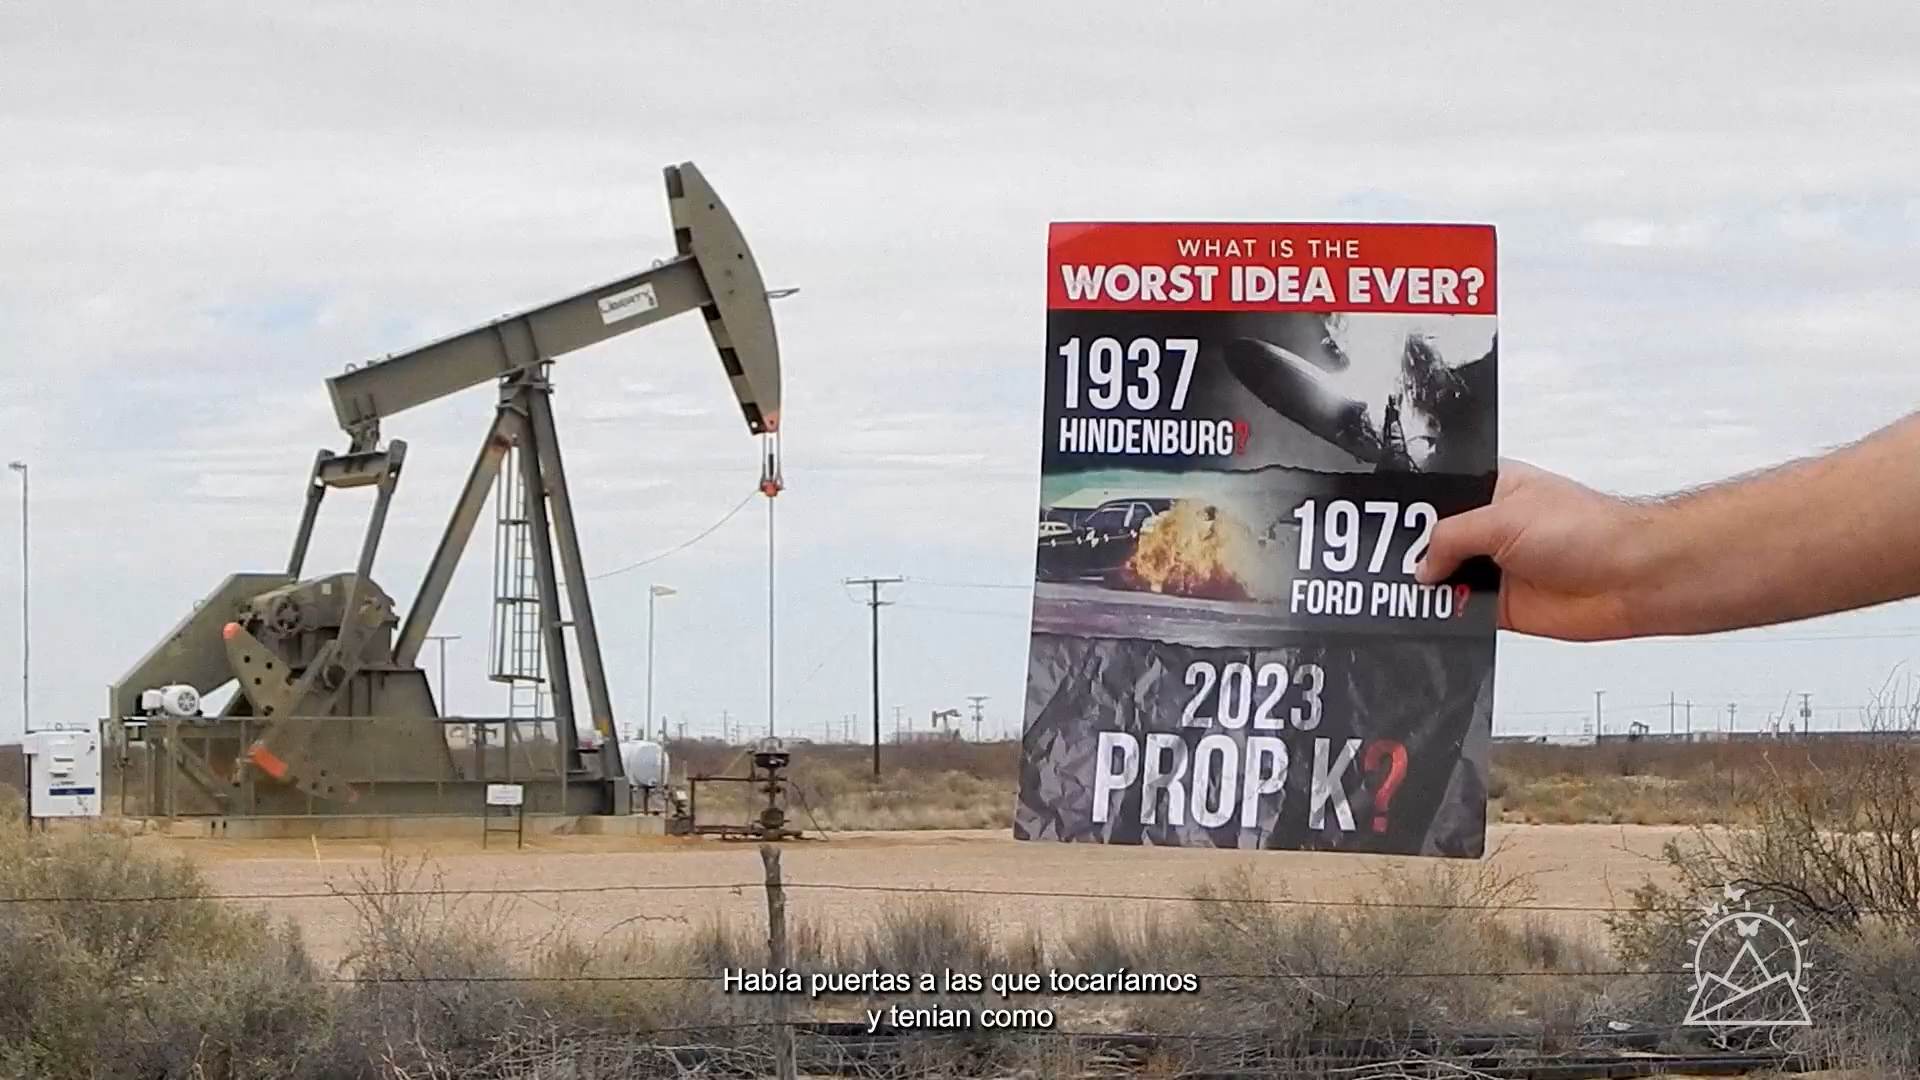 LIBERTY
WHAT IS THE
WORST IDEA EVER?
1937
HINDENBURG?
1972
FORD PINTO?
2023
PROP K?
Había puertas a las que tocaríamos
y tenian como